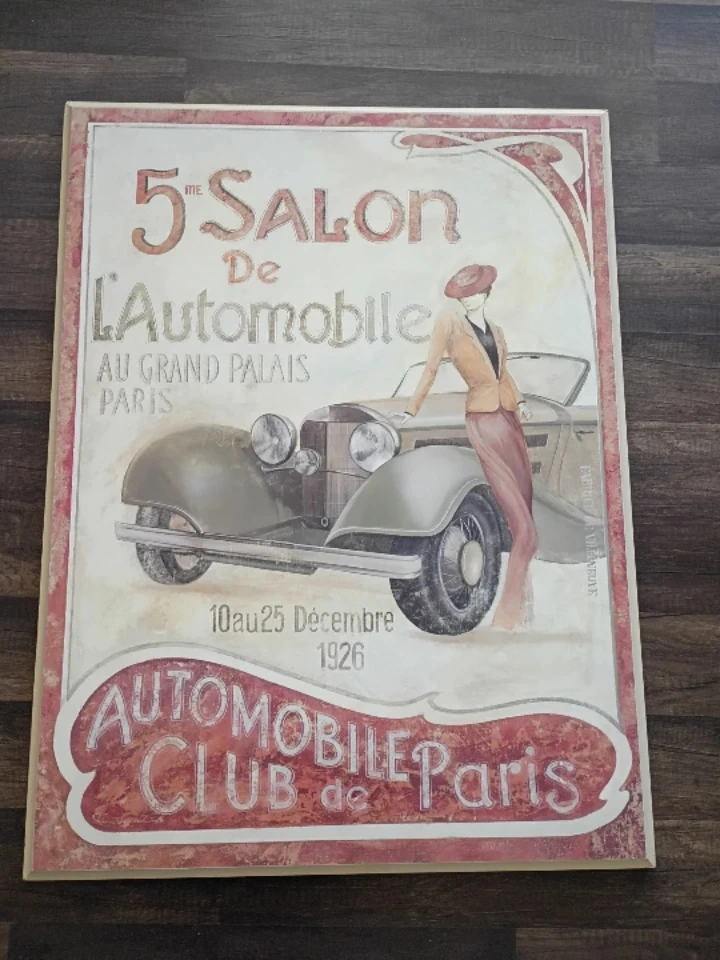 5ME SALON
De
L'Automobile
AU GRAND PALAIS
PARIS
10au25 Décembre
1926
AUTOMOBILE
CLUB de Paris